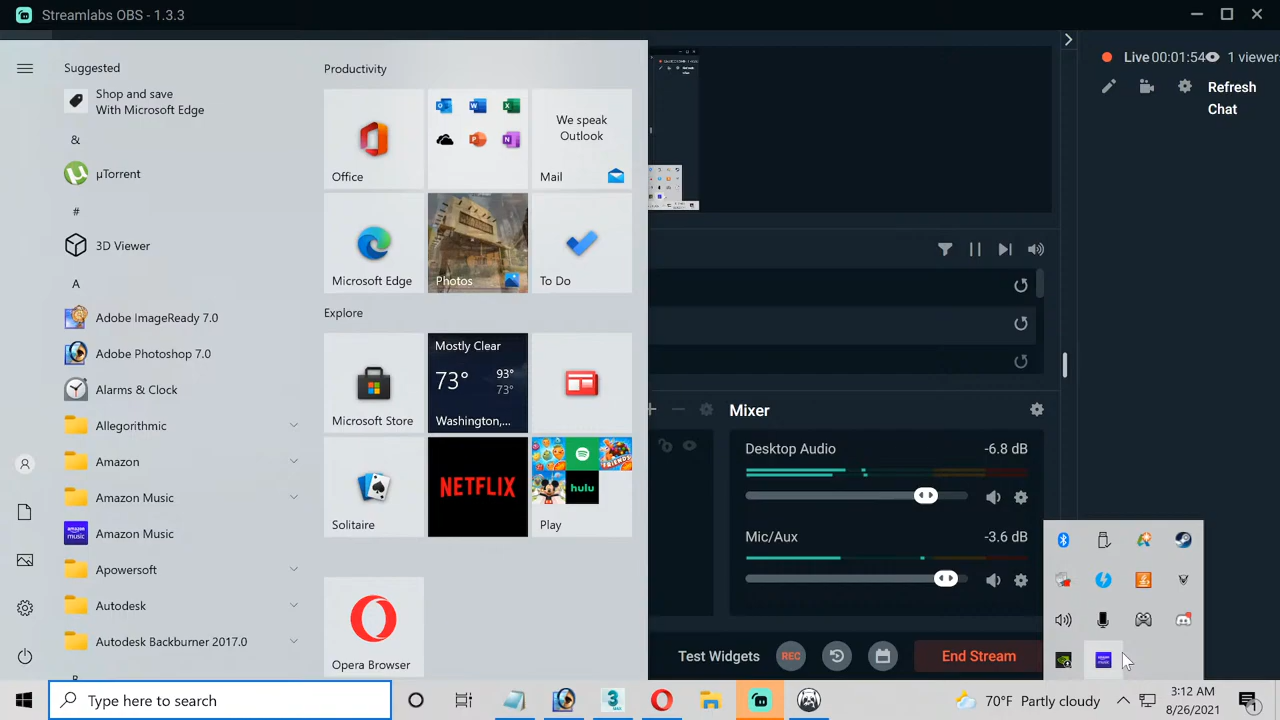 Streamlabs OBS - 1.3.3
Suggested
Shop and save
With Microsoft Edge
&
µTorrent
#
3D Viewer
A
Adobe ImageReady 7.0
Adobe Photoshop 7.0
Alarms & Clock
Allegorithmic
Amazon
Amazon Music
amazon music
Amazon Music
Apowersoft
Autodesk
Autodesk Backburner 2017.0
Productivity
Office
We speak
Outlook
Mail
Microsoft Edge
Photos
To Do
Explore
Microsoft Store
Mostly Clear
73°
93°
73°
Washington,...
Solitaire
NETFLIX
hulu
Play
Opera Browser
Live 00:01:54
1 viewers
Refresh
Chat
Mixer
Desktop Audio
-6.8 dB
Mic/Aux
-3.6 dB
Test Widgets
REC
End Stream
Type here to search
70°F Partly cloudy
3:12 AM
8/26/2021
1